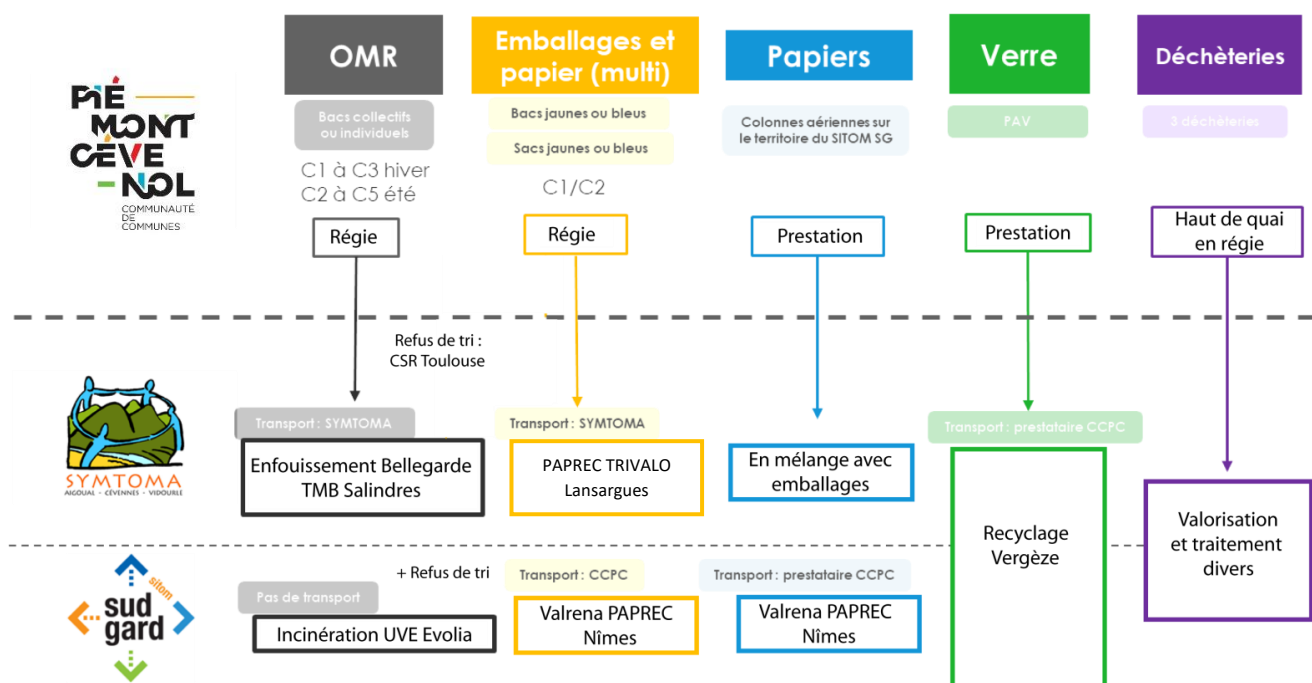 OMR
Emballages et
papier (multi)
Papiers
Verre
Déchèteries
PIÉ
MONT
CÉVE
NOL
COMMUNAUTÉ
DE
COMMUNES
Bacs collectifs
ou individuels
Bacs jaunes ou bleus
Sacs jaunes ou bleus
Colonnes aériennes sur
le territoire du SITOM SG
PAV
3 déchèteries
C1 à C3 hiver
C2 à C5 été
C1/C2
Régie
Régie
Prestation
Prestation
Haut de quai
en régie
Refus de tri :
CSR Toulouse
SYMTOMA
AIGOUAL - CÉVENNES - VIDOURLE
Transport : SYMTOMA
Enfouissement Bellegarde
TMB Salindres
Transport : SYMTOMA
PAPREC TRIVALO
Lansargues
En mélange avec
emballages
Transport : prestataire CCPC
Recyclage
Vergèze
Valorisation
et traitement
divers
sitom
sud
gard
+ Refus de tri
Pas de transport
Incinération UVE Evolia
Transport : CCPC
Valrena PAPREC
Nîmes
Transport : prestataire CCPC
Valrena PAPREC
Nîmes